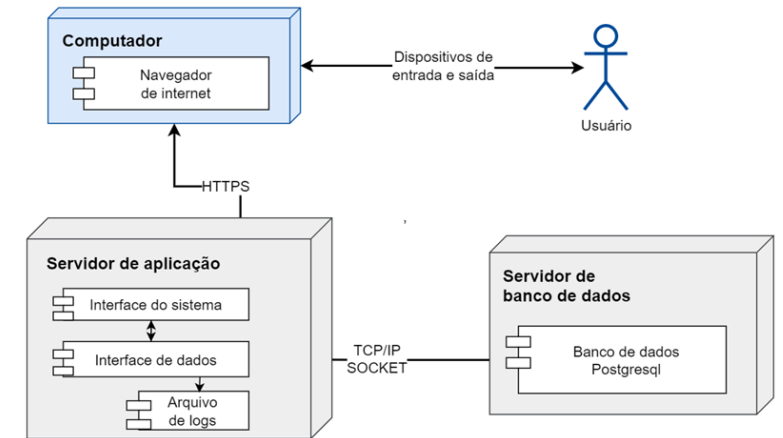 Computador
Navegador
de internet
Dispositivos de
entrada e saída
Usuário
HTTPS
,
Servidor de aplicação
Interface do sistema
Interface de dados
Arquivo
de logs
TCP/IP
SOCKET
Servidor de
banco de dados
Banco de dados
Postgresql